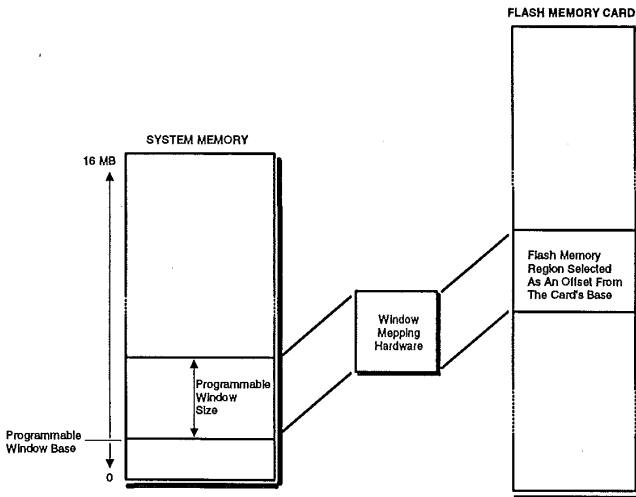 FLASH MEMORY CARD
SYSTEM MEMORY
16 MB
Flash Memory
Region Selected
As An Offset From
The Card's Base
Window
Mepping
Hardware
Programmable
Window
Size
Programmable
Window Base
0